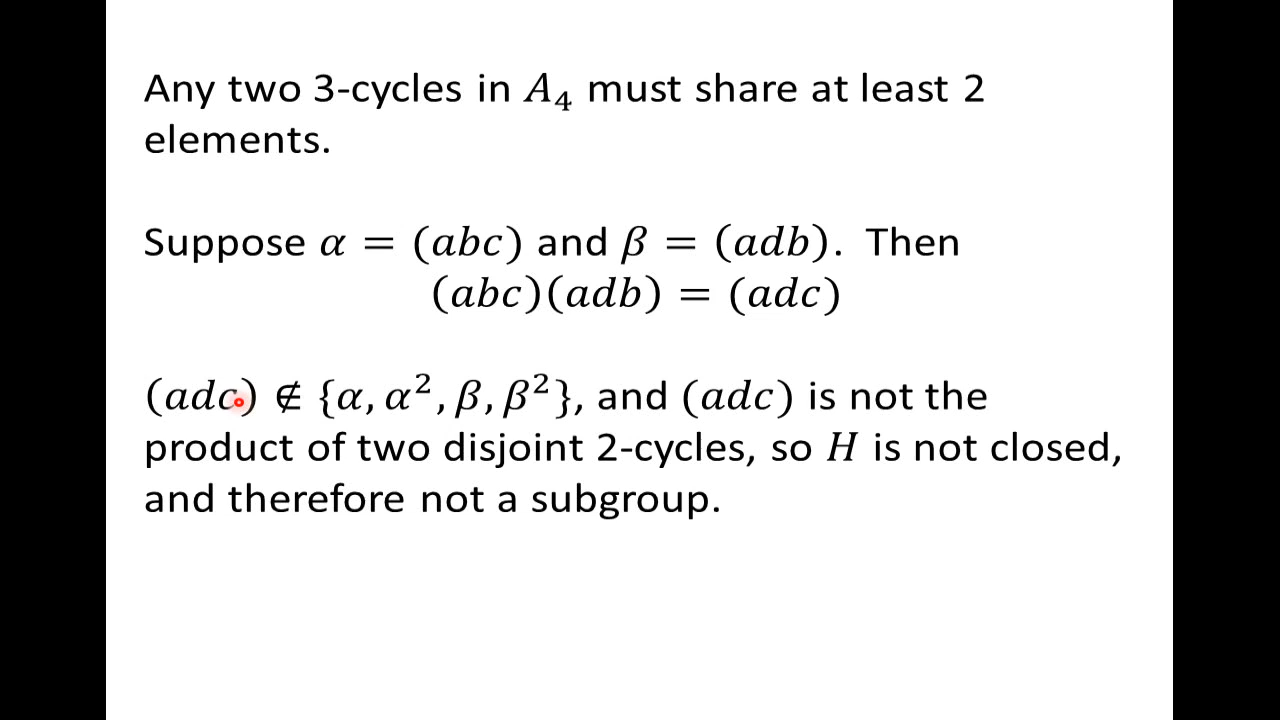 Any two 3-cycles in A₄ must share at least 2
elements.
Suppose α = (abc) and β = (adb). Then
(abc)(adb) = (adc)
(adc) ∉ {α, α², β, β²}, and (adc) is not the
product of two disjoint 2-cycles, so H is not closed,
and therefore not a subgroup.